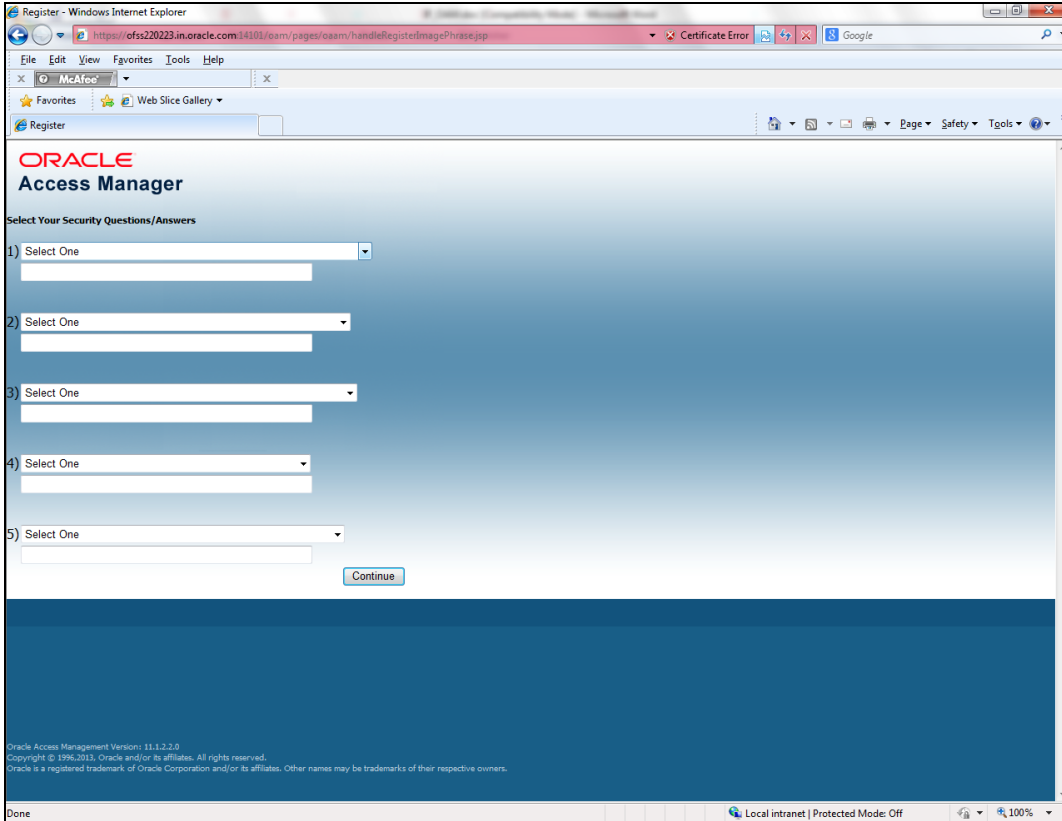 Register - Windows Internet Explorer
https://ofss220223.in.oracle.com:14101/oam/pages/oaam/handleRegisterImagePhrase.jsp
Certificate Error
Google
File Edit View Favorites Tools Help
x McAfee x
Favorites Web Slice Gallery
Register
Page Safety Tools
ORACLE
Access Manager
Select Your Security Questions/Answers
1) Select One
2) Select One
3) Select One
4) Select One
5) Select One
Continue
Oracle Access Management Version: 11.1.2.2.0
Copyright © 1996,2013, Oracle and/or its affiliates. All rights reserved.
Oracle is a registered trademark of Oracle Corporation and/or its affiliates. Other names may be trademarks of their respective owners.
Done
Local intranet | Protected Mode: Off
100%